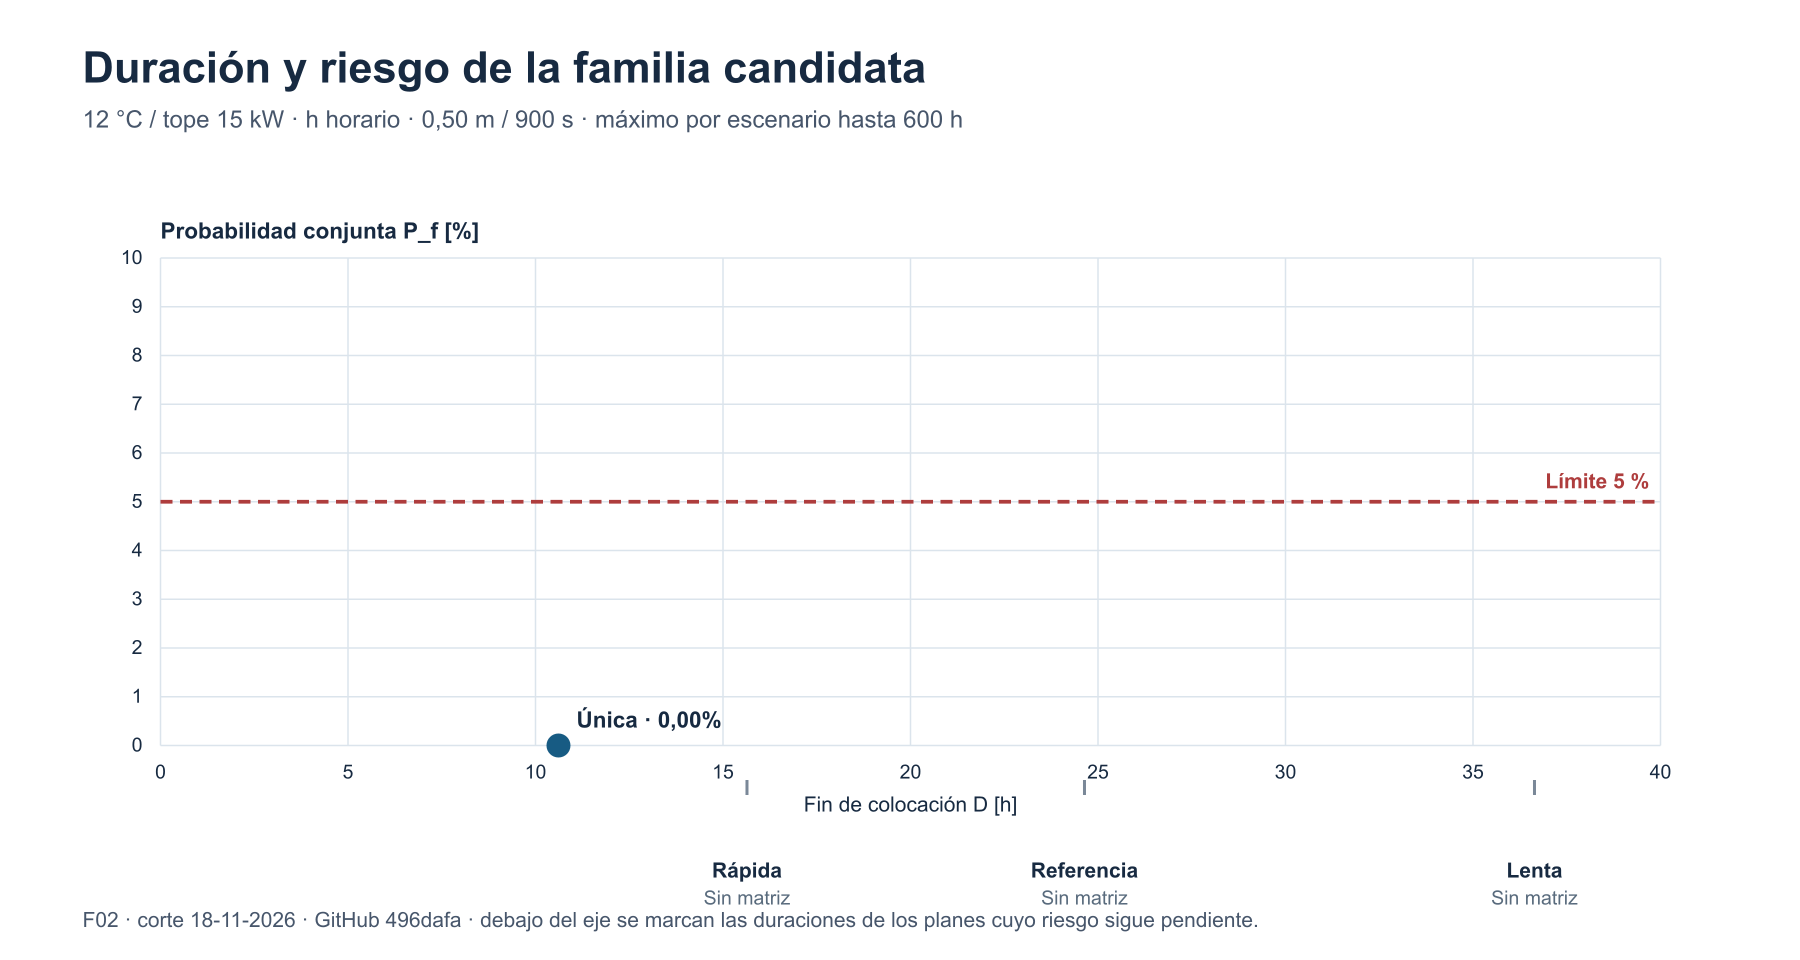 Duración y riesgo de la familia candidata
12 °C / tope 15 kW · h horario · 0,50 m / 900 s · máximo por escenario hasta 600 h
Probabilidad conjunta P_f [%]
10
9
8
7
6
Límite 5 %
5
4
3
2
1
Única · 0,00%
0
0 5 10 15 20 25 30 35 40
Fin de colocación D [h]
Rápida Referencia Lenta
Sin matriz Sin matriz Sin matriz
F02 · corte 18-11-2026 · GitHub 496dafa · debajo del eje se marcan las duraciones de los planes cuyo riesgo sigue pendiente.